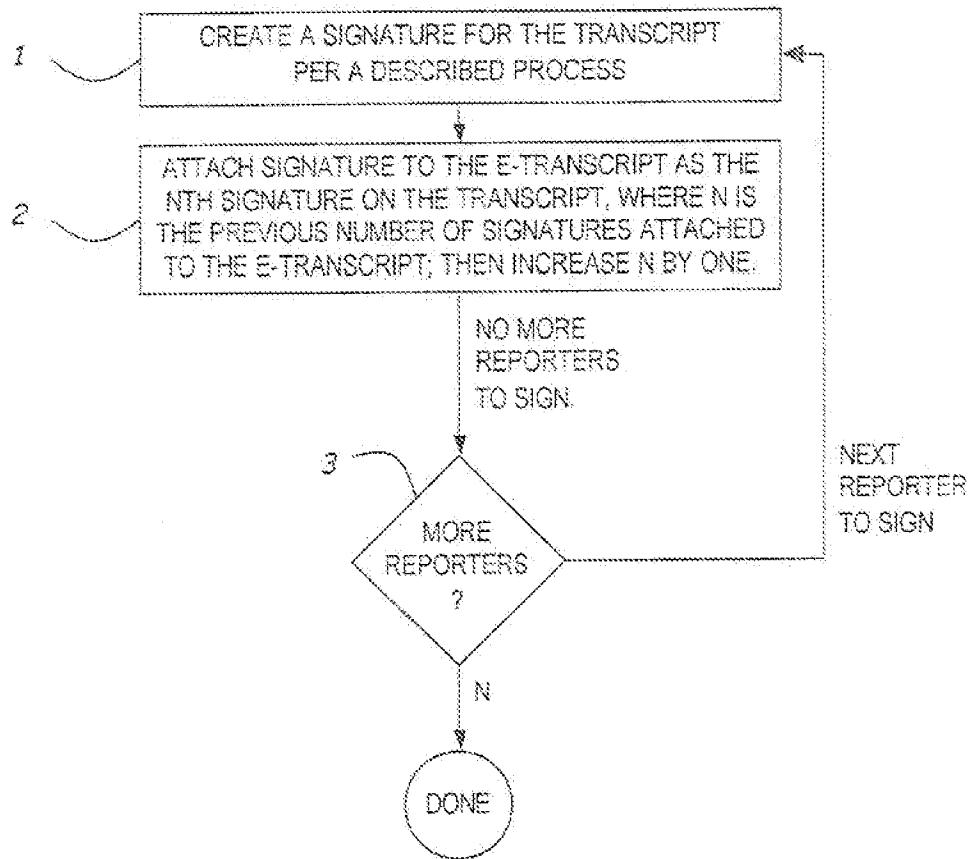 1
CREATE A SIGNATURE FOR THE TRANSCRIPT
PER A DESCRIBED PROCESS
2
ATTACH SIGNATURE TO THE E-TRANSCRIPT AS THE
NTH SIGNATURE ON THE TRANSCRIPT, WHERE N IS
THE PREVIOUS NUMBER OF SIGNATURES ATTACHED
TO THE E-TRANSCRIPT; THEN INCREASE N BY ONE.
NO MORE
REPORTERS
TO SIGN.
NEXT
REPORTER
TO SIGN
3
MORE
REPORTERS
?
N
DONE